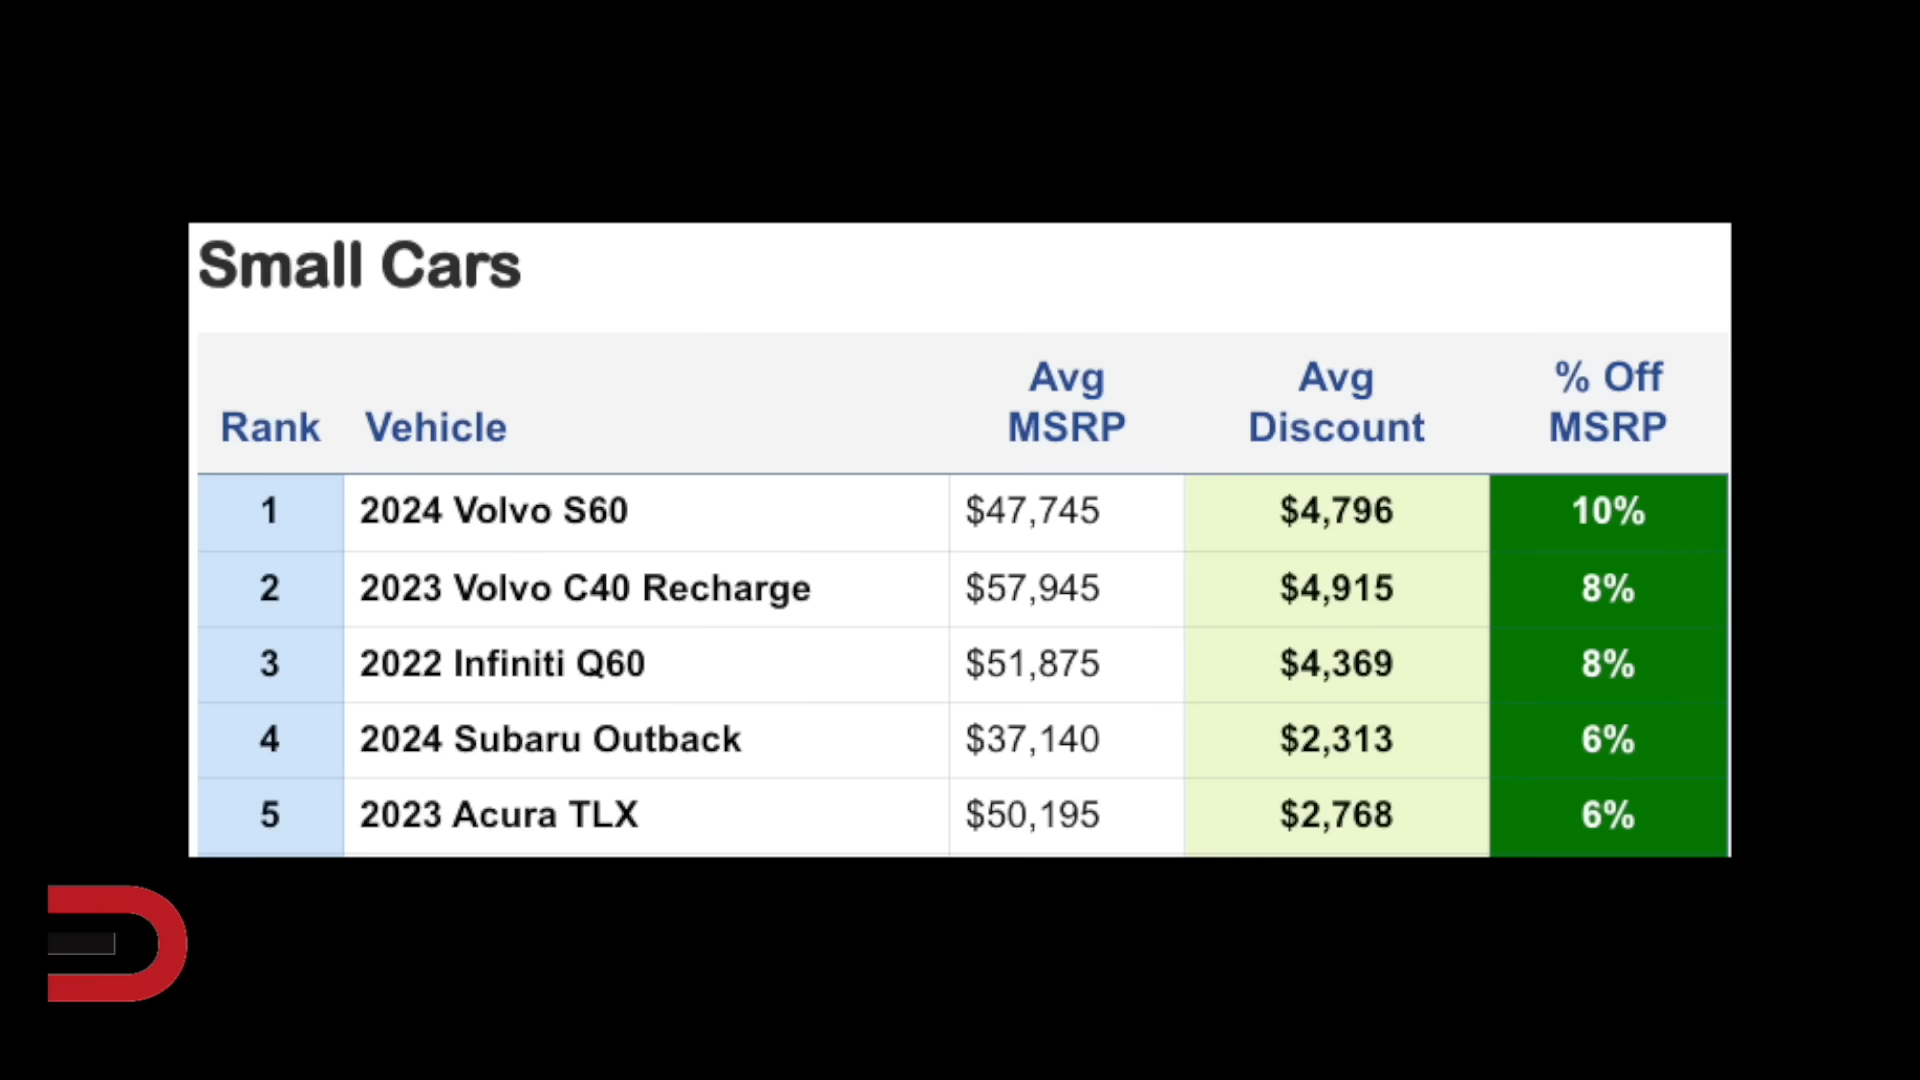 Small Cars
Rank Vehicle Avg MSRP Avg Discount % Off MSRP
1 2024 Volvo S60 $47,745 $4,796 10%
2 2023 Volvo C40 Recharge $57,945 $4,915 8%
3 2022 Infiniti Q60 $51,875 $4,369 8%
4 2024 Subaru Outback $37,140 $2,313 6%
5 2023 Acura TLX $50,195 $2,768 6%